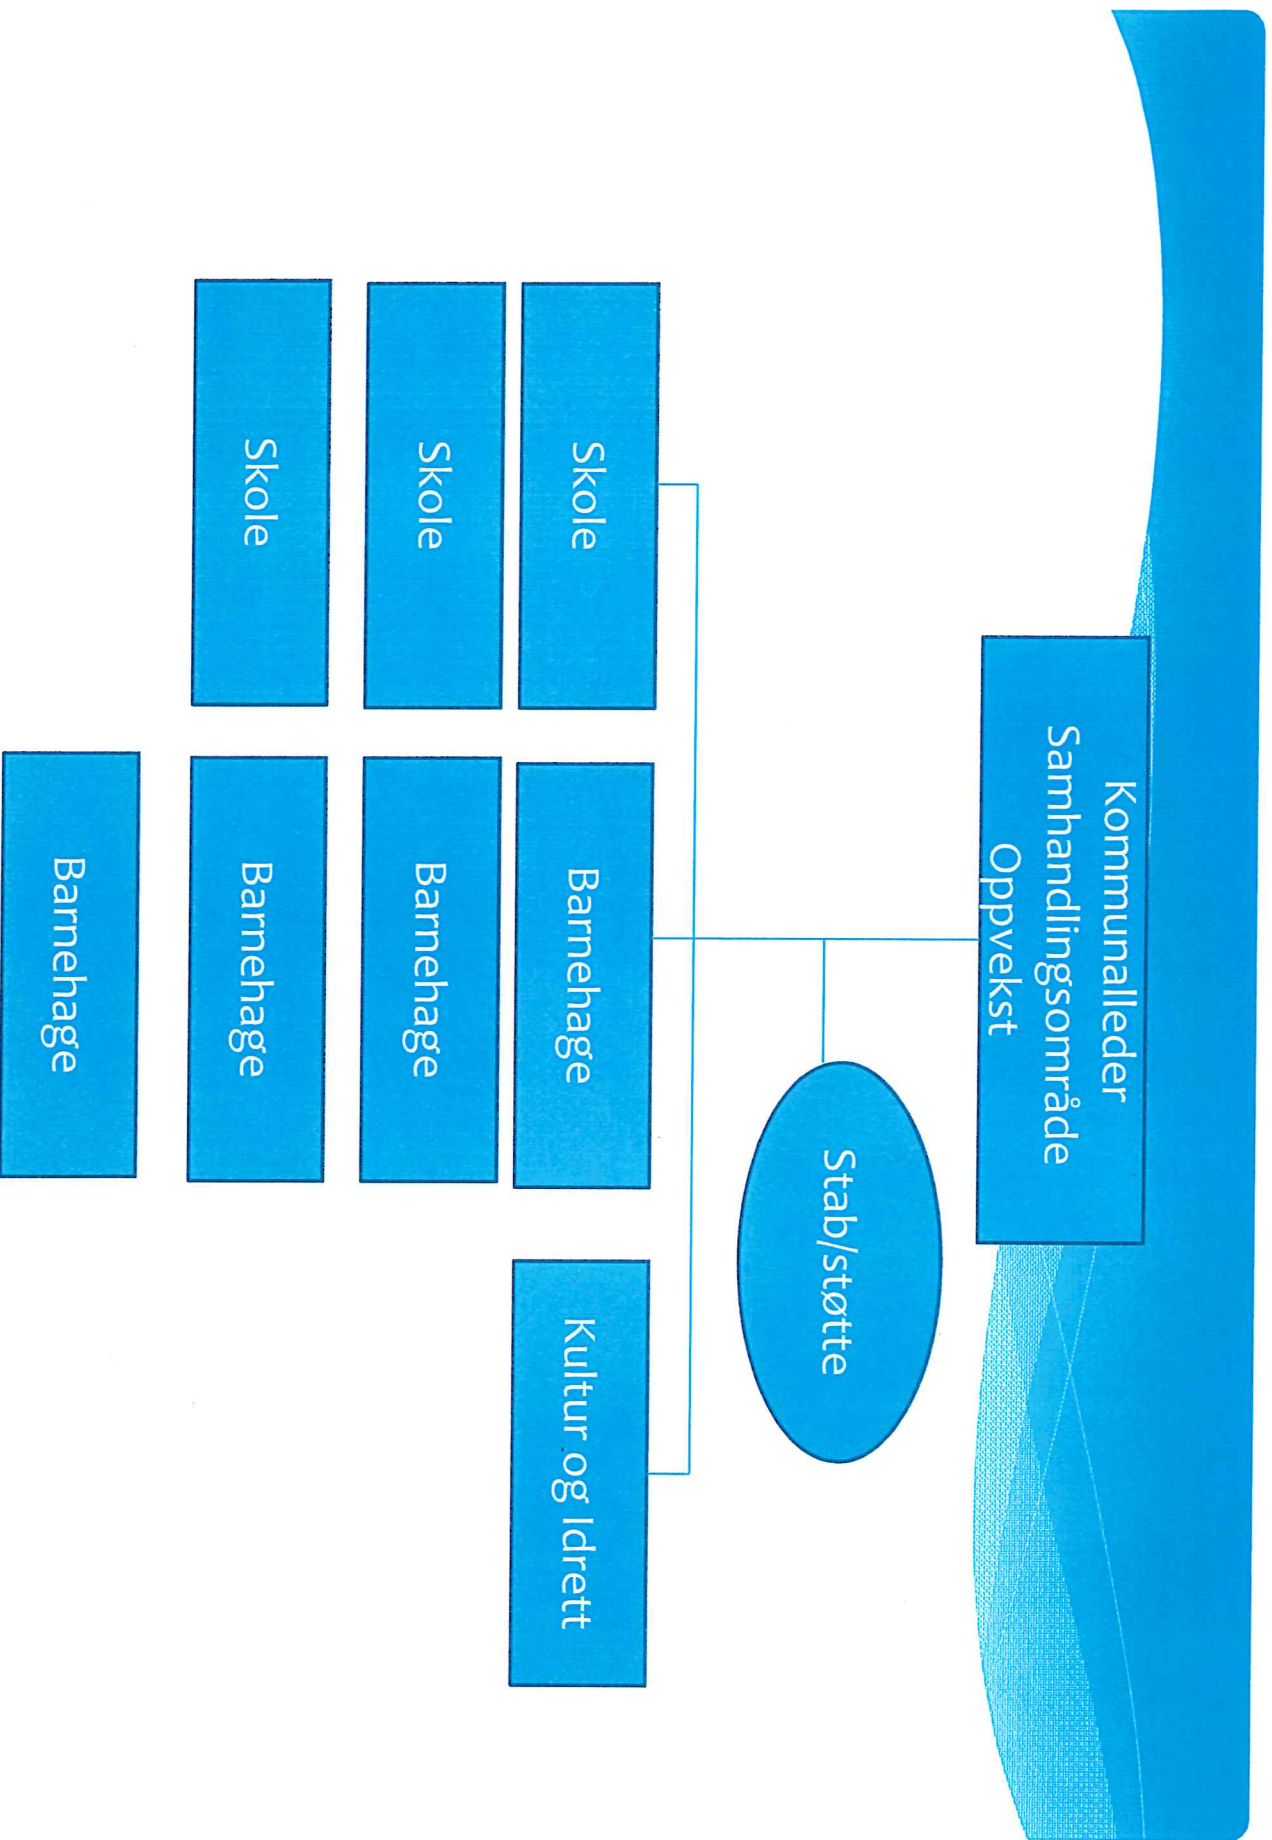 Kommunalleder
Samhandlingsområde
Oppvekst
Stab/støtte
Skole
Barnehage
Kultur og Idrett
Skole
Barnehage
Skole
Barnehage
Barnehage